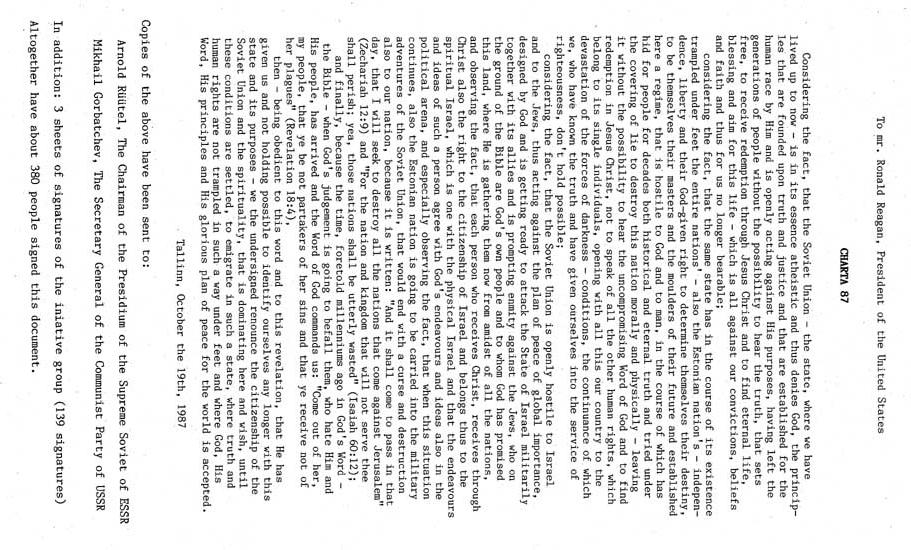 To mr. Ronald Reagan, President of the United States
CHARTA 87
Considering the fact, that the Soviet Union - the state, where we have
lived up to now - is in its essence atheistic and thus denies God, the princip-
les that are founded upon truth and justice and that are established for the
human race by Him and is openly acting against His purposes, having left the
generations of people without the possibility to hear the truth, that sets
free, to receive redemption through Jesus Christ and to find eternal life,
blessing and aim for this life - which is all against our convictions, beliefs
and faith and thus for us no longer bearable;
considering the fact, that the same state has in the course of its existence
trampled under feet the entire nations' - also the Estonian nation's - indepen-
dence, liberty and their God-given right to determine themselves their destiny,
to be themselves their masters and the moulders of their future and established
here a regime, that is hostile to God and to man, in the course of which has
hid for people for decades both historical and eternal truth and tried under
the covering of lie to destroy this nation morally and physically - leaving
it without the possibility to hear the uncompromising Word of God and to find
redemption in Jesus Christ, not to speak of all the other human rights, which
belong to its single individuals, opening with all this our country to the
devastation of the forces of darkness - conditions, the continuance of which
we, who have known the truth and have given ourselves into the service of
righteousness, don't hold possible;
considering the fact, that the Soviet Union is openly hostile to Israel
and to the Jews, thus acting against the plan of peace of global importance,
designed by God and is getting ready to attack the State of Israel militarily
together with its allies and is prompting enmity against the Jews, who on
the ground of the Bible are God's own people and to whom God has promised
this land, where He is gathering them now from amidst of all the nations,
and observing the fact, that each person who receives Christ, receives through
Christ also the right to the citizenship of Israel and belongs thus to the
spiritual Israel, which is one with the physical Israel and that the endeavours
and ideas of such a person agree with God's endeavours and ideas also in the
political arena, and especially observing the fact, that when this situation
continues, also the Estonian nation is going to be carried into the military
adventures of the Soviet Union, that would end with a curse and destruction
also to our nation, because it is written: "And it shall come to pass in that
day, that I will seek to destroy all the nations that come against Jerusalem"
(Zechariah 12:9) and "For the nation and kingdom that will not serve thee
shall perish; yea, those nations shall be utterly wasted" (Isaiah 60:12);
and finally, because the time, foretold millenniums ago in God's Word -
the Bible - when God's judgement is going to befall them, who hate Him and
His people, has arrived and the Word of God commands us: "Come out of her,
my people, that ye be not partakers of her sins and that ye receive not of
her plagues" (Revelation 18:4).
then - being obedient to this word and to this revelation, that He has
given us and not holding possible to identify ourselves any longer with this
state and its purposes - we the undersigned renounce the citizenship of the
Soviet Union and the spirituality, that is dominating here and wish, until
these conditions are settled, to emigrate in such a state, where truth and
human rights are not trampled in such a way under feet and where God, His
Word, His principles and His glorious plan of peace for the world is accepted.
Tallinn, October the 19th, 1987
Copies of the above have been sent to:
Arnold Rüütel, The Chairman of the Presidium of the Supreme Soviet of ESSR
Mikhail Gorbatchev, The Secretary General of the Communist Party of USSR
In addition: 3 sheets of signatures of the iniative group (139 signatures)
Altogether have about 380 people signed this document.